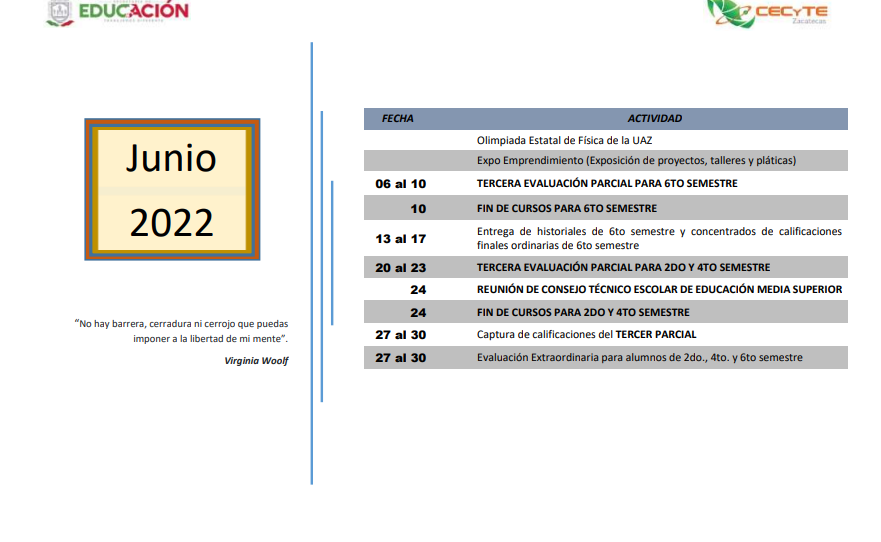 EDUCACIÓN
CECyTE
Zacatecas
Junio
2022
“No hay barrera, cerradura ni cerrojo que puedas
imponer a la libertad de mi mente”.
Virginia Woolf
FECHA ACTIVIDAD
Olimpiada Estatal de Física de la UAZ
Expo Emprendimiento (Exposición de proyectos, talleres y pláticas)
06 al 10 TERCERA EVALUACIÓN PARCIAL PARA 6TO SEMESTRE
10 FIN DE CURSOS PARA 6TO SEMESTRE
13 al 17 Entrega de historiales de 6to semestre y concentrados de calificaciones
finales ordinarias de 6to semestre
20 al 23 TERCERA EVALUACIÓN PARCIAL PARA 2DO Y 4TO SEMESTRE
24 REUNIÓN DE CONSEJO TÉCNICO ESCOLAR DE EDUCACIÓN MEDIA SUPERIOR
24 FIN DE CURSOS PARA 2DO Y 4TO SEMESTRE
27 al 30 Captura de calificaciones del TERCER PARCIAL
27 al 30 Evaluación Extraordinaria para alumnos de 2do., 4to. y 6to semestre